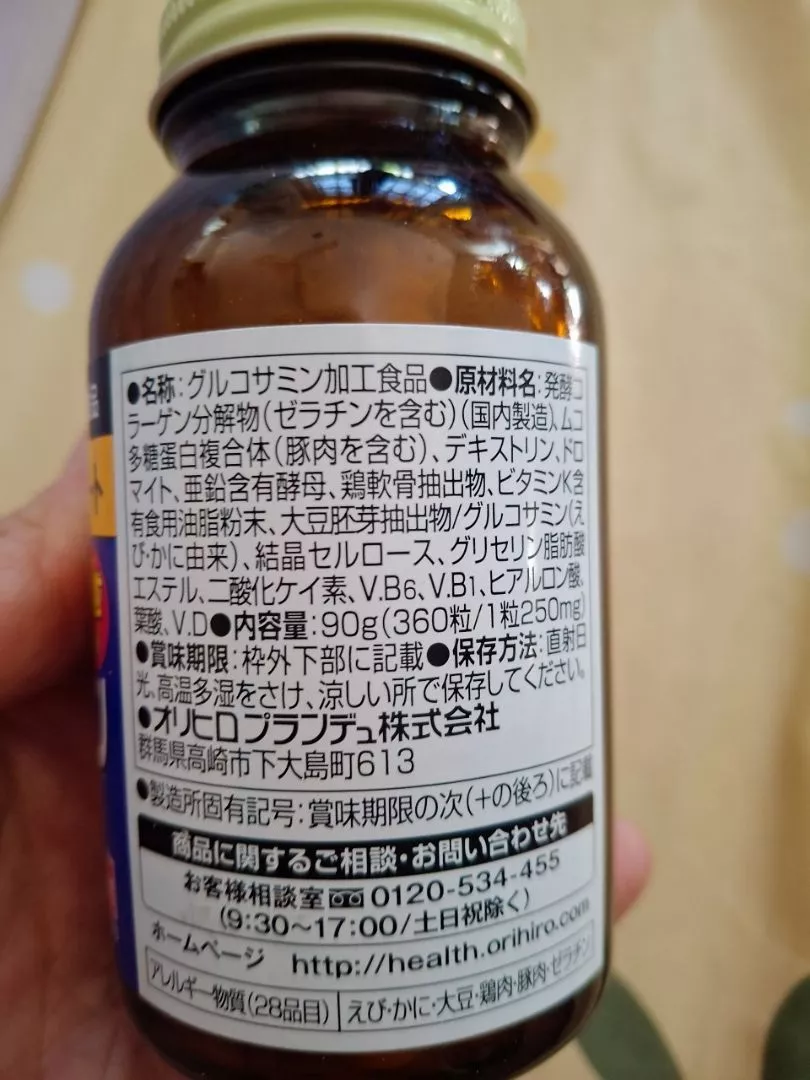 ●名称：グルコサミン加工食品●原材料名：発酵コ
ラーゲン分解物（ゼラチンを含む）（国内製造）、ムコ
多糖蛋白複合体（豚肉を含む）、デキストリン、ドロ
マイト、亜鉛含有酵母、鶏軟骨抽出物、ビタミンK含
有食用油脂粉末、大豆胚芽抽出物/グルコサミン（え
び・かに由来）、結晶セルロース、グリセリン脂肪酸
エステル、二酸化ケイ素、V.B6、V.B1、ヒアルロン酸、
葉酸、V.D●内容量：90g（360粒/1粒250mg）
●賞味期限：枠外下部に記載●保存方法：直射日
光、高温多湿をさけ、涼しい所で保存してください。
●オリヒロプランデュ株式会社
群馬県高崎市下大島町613
●製造所固有記号：賞味期限の次（+の後ろ）に記載
商品に関するご相談・お問い合わせ先
お客様相談室 0120-534-455
（9:30～17:00/土日祝除く）
ホームページ http://health.orihiro.com
アレルギー物質（28品目） えび・かに・大豆・鶏肉・豚肉・ゼラチン
品
ト